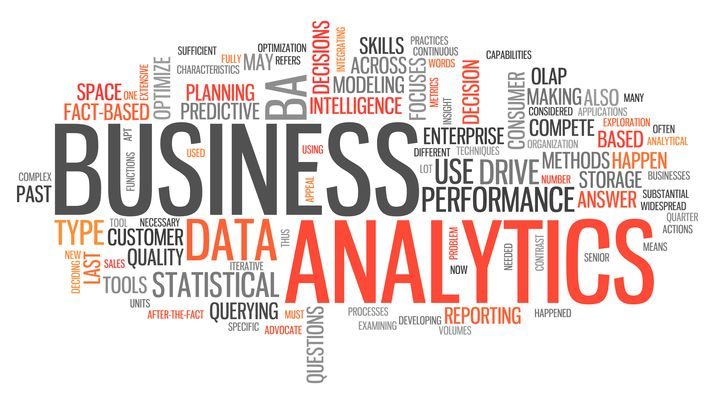 SUFFICIENT
OPTIMIZATION
FULLY
MAY
REFERS
CHARACTERISTICS
DECISIONS
INTEGRATING
SKILLS
PRACTICES
CONTINUOUS
ACROSS
FOCUSES
WORDS
CAPABILITIES
SPACE
ONE
EXTENSIVE
OPTIMIZE
PLANNING
BA
MODELING
METRICS
DECISION
CONSUMER
OLAP
MAKING
ALSO
MANY
FACT-BASED
PREDICTIVE
INTELLIGENCE
INSIGHT
CONSIDERED
APPLICATIONS
BUSINESS
APT
FUNCTIONS
USED
USING
APPEAL
ENTERPRISE
COMPETE
EXPLORATION
BASED
OFTEN
ANALYTICAL
DIFFERENT
TECHNIQUES
ORGANIZATION
LOT
USE
DRIVE
METHODS
HAPPEN
COMPLEX
PAST
NUMBER
STORAGE
BUSINESSES
PERFORMANCE
ANSWER
SUBSTANTIAL
WIDESPREAD
TYPE
TOOL
NECESSARY
CUSTOMER
DATA
THUS
ANALYTICS
PROBLEM
NOW
NEEDED
CONTRAST
SENIOR
QUARTER
ACTIONS
MEANS
NEW
DECIDING
LAST
SALES
QUALITY
ITERATIVE
TOOLS
STATISTICAL
UNITS
AFTER-THE-FACT
QUERYING
MUST
SPECIFIC
ADVOCATE
QUESTIONS
PROCESSES
EXAMINING
DEVELOPING
REPORTING
VOLUMES
HAPPENED